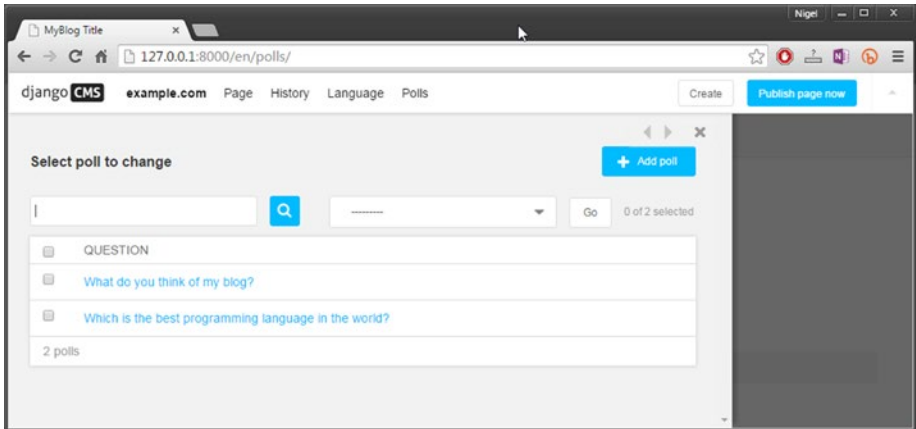 Nigel
MyBlog Title
127.0.0.1:8000/en/polls/
django CMS example.com Page History Language Polls Create Publish page now
Select poll to change
+ Add poll
--------- Go 0 of 2 selected
QUESTION
What do you think of my blog?
Which is the best programming language in the world?
2 polls